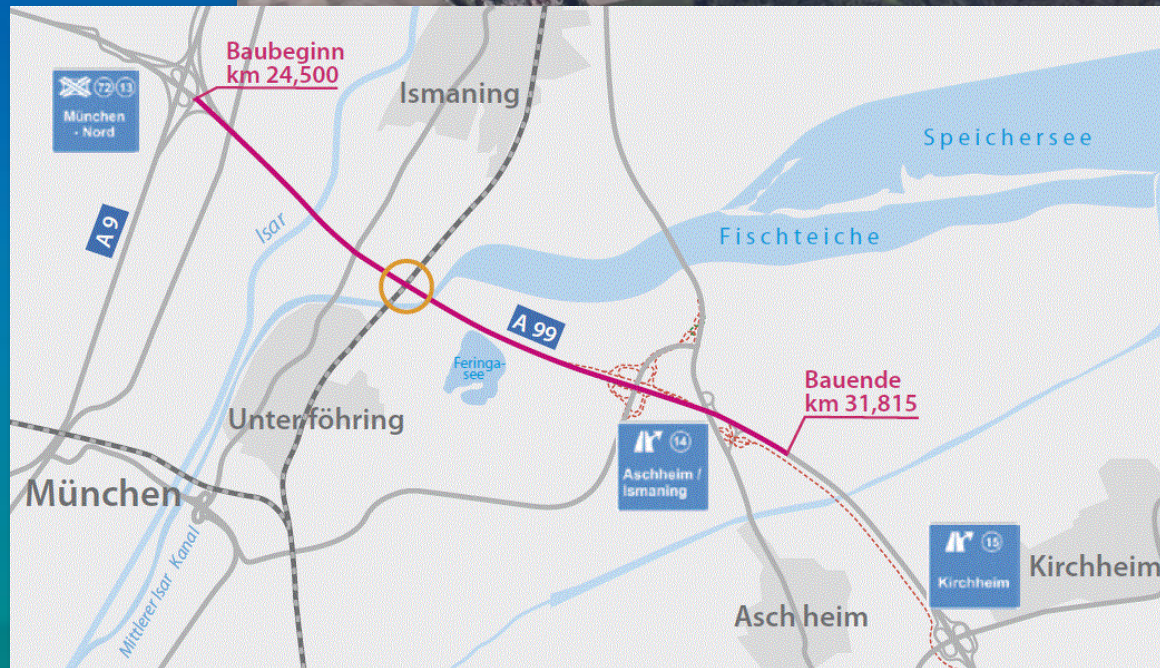 Baubeginn
km 24,500
72 13
München
- Nord
Ismaning
Speichersee
A 9
Isar
Fischteiche
A 99
Feringa-
see
Bauende
km 31,815
Unterföhring
14
Aschheim /
Ismaning
München
Mittlerer Isar Kanal
15
Kirchheim
Kirchheim
Asch heim